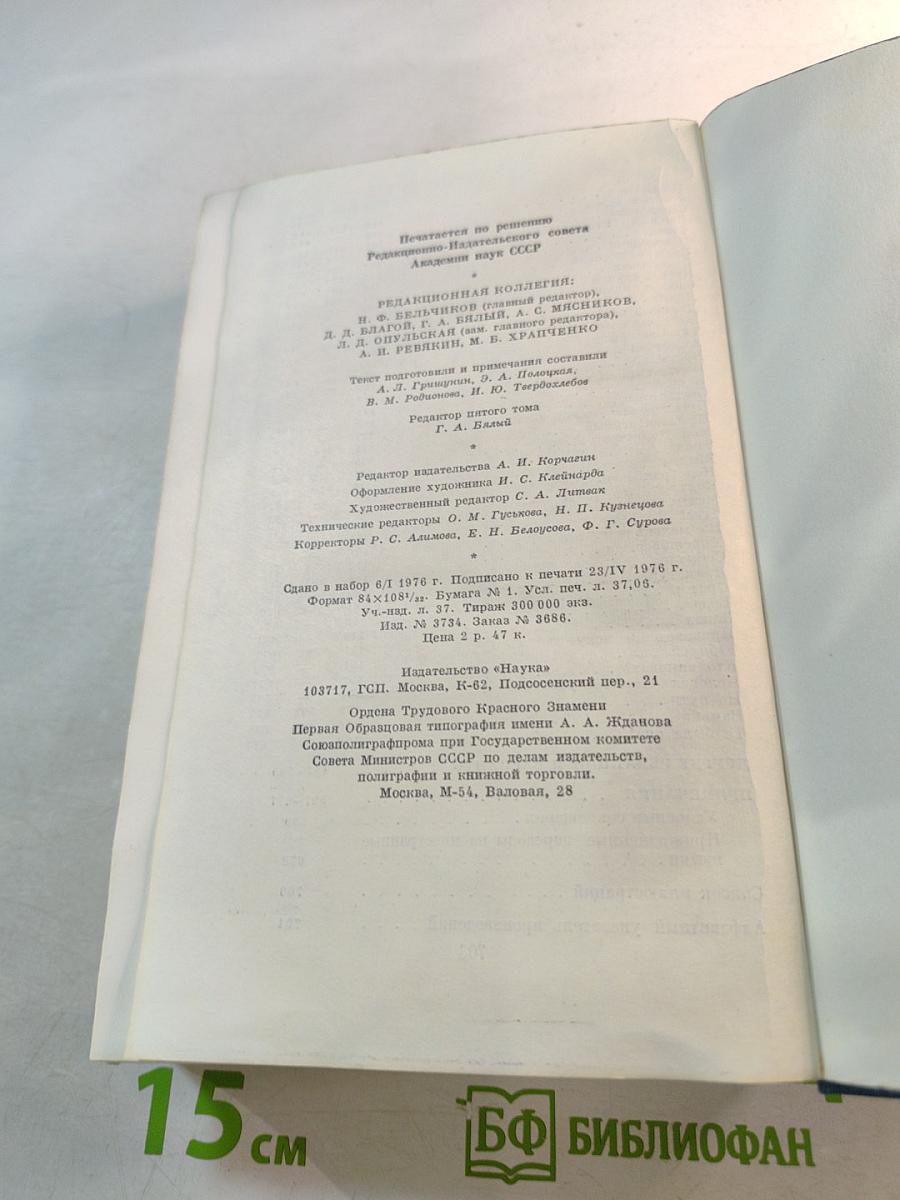 Печатается по решению
Редакционно-Издательского совета
Академии наук СССР
*
РЕДАКЦИОННАЯ КОЛЛЕГИЯ:
Н. Ф. БЕЛЬЧИКОВ (главный редактор),
Д. Д. БЛАГОЙ, Г. А. БЯЛЫЙ, А. С. МЯСНИКОВ,
Л. Д. ОПУЛЬСКАЯ (зам. главного редактора),
А. И. РЕВЯКИН, М. Б. ХРАПЧЕНКО
Текст подготовили и примечания составили
А. Л. Гришунин, Э. А. Полоцкая,
В. М. Родионова, И. Ю. Твердохлебов
Редактор пятого тома
Г. А. Бялый
*
Редактор издательства А. И. Корчагин
Оформление художника И. С. Клейнарда
Художественный редактор С. А. Литвак
Технические редакторы О. М. Гуськова, Н. П. Кузнецова
Корректоры Р. С. Алимова, Е. Н. Белоусова, Ф. Г. Сурова
*
Сдано в набор 6/I 1976 г. Подписано к печати 23/IV 1976 г.
Формат 84×108¹/₃₂. Бумага № 1. Усл. печ. л. 37,06.
Уч.-изд. л. 37. Тираж 300 000 экз.
Изд. № 3734. Заказ № 3686.
Цена 2 р. 47 к.
Издательство «Наука»
103717, ГСП. Москва, К-62, Подсосенский пер., 21
Ордена Трудового Красного Знамени
Первая Образцовая типография имени А. А. Жданова
Союзполиграфпрома при Государственном комитете
Совета Министров СССР по делам издательств,
полиграфии и книжной торговли.
Москва, М-54, Валовая, 28
15 см
БФ БИБЛИОФАН